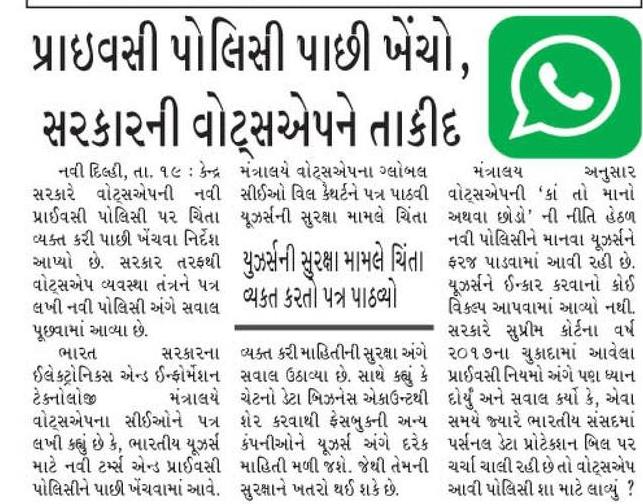 પ્રાઇવસી પોલિસી પાછી ખેંચો,
સરકારની વોટ્સએપને તાકીદ
નવી દિલ્હી, તા. ૧૯ : કેન્દ્ર
સરકારે વોટ્સએપની નવી
પ્રાઈવસી પોલિસી પર ચિંતા
વ્યક્ત કરી પાછી ખેંચવા નિર્દેશ
આપ્યો છે. સરકાર તરફથી
વોટ્સએપ વ્યવસ્થા તંત્રને પત્ર
લખી નવી પોલિસી અંગે સવાલ
પૂછવામાં આવ્યા છે.
ભારત સરકારના
ઈલેક્ટ્રોનિક્સ એન્ડ ઈન્ફોર્મેશન
ટેક્નોલોજી મંત્રાલયે
વોટ્સએપના સીઈઓને પત્ર
લખી કહ્યું છે કે, ભારતીય યૂઝર્સ
માટે નવી ટર્મ્સ એન્ડ પ્રાઈવસી
પોલિસીને પાછી ખેંચવામાં આવે.
મંત્રાલયે વોટ્સએપના ગ્લોબલ
સીઈઓ વિલ કૈથર્ટને પત્ર પાઠવી
યૂઝર્સની સુરક્ષા મામલે ચિંતા
યુઝર્સની સુરક્ષા મામલે ચિંતા
વ્યકત કરતો પત્ર પાઠવ્યો
વ્યક્ત કરી માહિતીની સુરક્ષા અંગે
સવાલ ઉઠાવ્યા છે. સાથે કહ્યું કે
ચેટનો ડેટા બિઝનેસ એકાઉન્ટથી
શેર કરવાથી ફેસબુકની અન્ય
કંપનીઓને યૂઝર્સ અંગે દરેક
માહિતી મળી જશે. જેથી તેમની
સુરક્ષાને ખતરો થઈ શકે છે.
મંત્રાલય અનુસાર
વોટ્સએપની 'કાં તો માનો
અથવા છોડો' ની નીતિ હેઠળ
નવી પોલિસીને માનવા યૂઝર્સને
ફરજ પાડવામાં આવી રહી છે.
યૂઝર્સને ઈન્કાર કરવાનો કોઈ
વિકલ્પ આપવામાં આવ્યો નથી.
સરકારે સુપ્રીમ કોર્ટના વર્ષ
૨૦૧૭ના ચુકાદામાં આવેલા
પ્રાઈવસી નિયમો અંગે પણ ધ્યાન
દોર્યું અને સવાલ કર્યો કે, એવા
સમયે જ્યારે ભારતીય સંસદમાં
પર્સનલ ડેટા પ્રોટેક્શન બિલ પર
ચર્ચા ચાલી રહી છે તો વોટ્સએપ
આવી પોલિસી શા માટે લાવ્યું ?